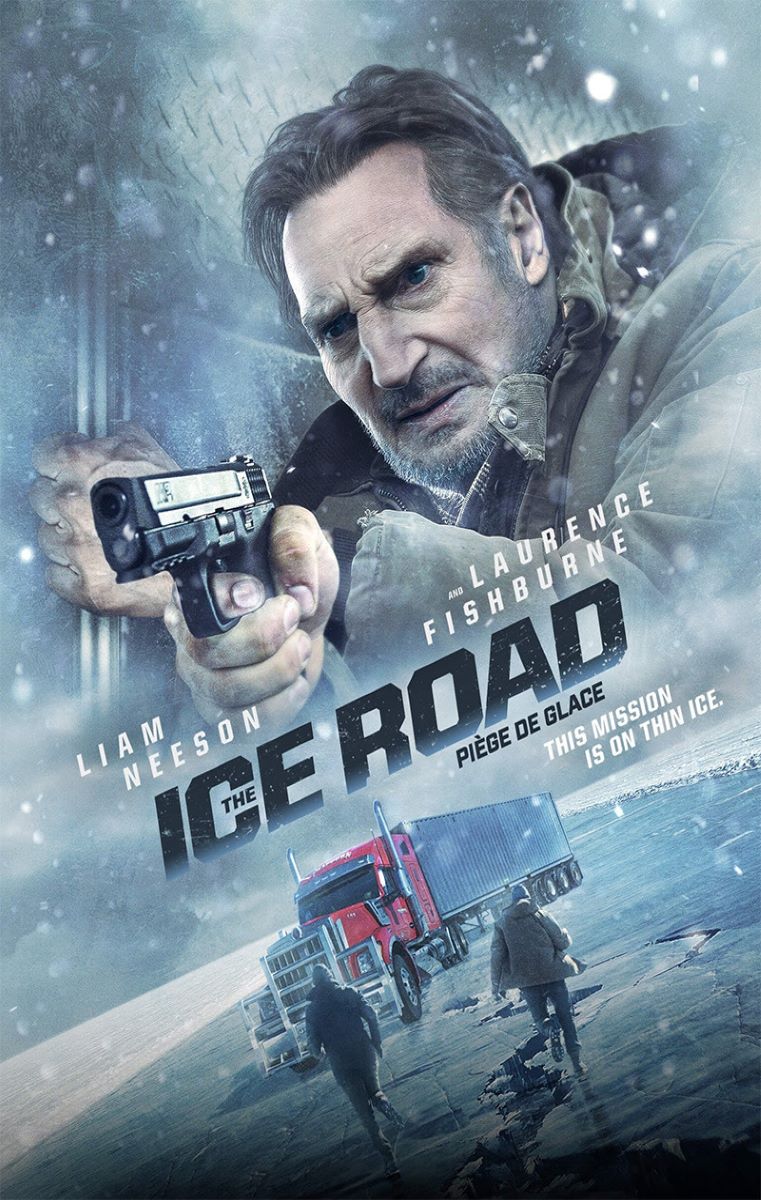 AND LAURENCE
FISHBURNE
LIAM
NEESON
THE
ICE ROAD
PIÈGE DE GLACE
THIS MISSION
IS ON THIN ICE.